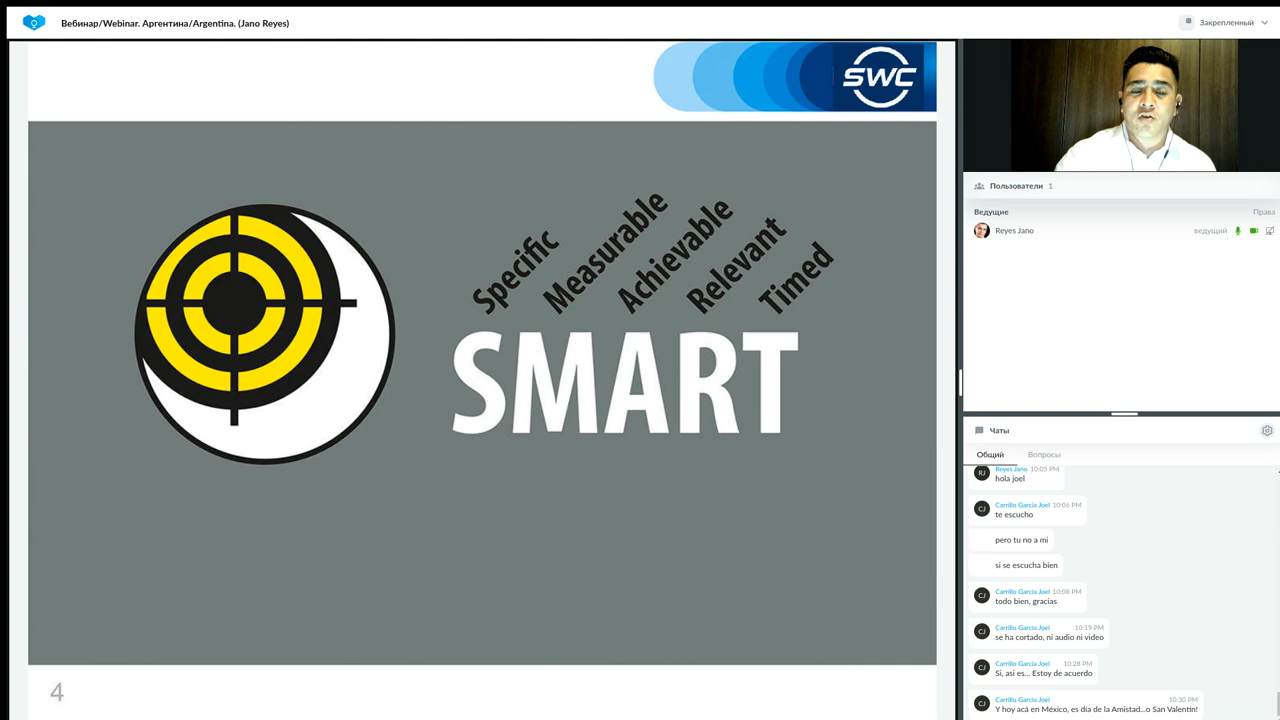 Вебинар/Webinar. Аргентина/Argentina. (Jano Reyes)
Закрепленный
SWC
Specific
Measurable
Achievable
Relevant
Timed
SMART
4
Пользователи 1
Ведущие
Права
Reyes Jano
ведущий
Чаты
Общий
Вопросы
RJ
Reyes Jano 10:05 PM
hola joel
CJ
Carrillo Garcia Joel 10:06 PM
te escucho
pero tu no a mi
si se escucha bien
CJ
Carrillo Garcia Joel 10:08 PM
todo bien, gracias
CJ
Carrillo Garcia Joel 10:19 PM
se ha cortado, ni audio ni video
CJ
Carrillo Garcia Joel 10:28 PM
Si, asi es... Estoy de acuerdo
CJ
Carrillo Garcia Joel 10:30 PM
Y hoy acá en México, es día de la Amistad...o San Valentín!